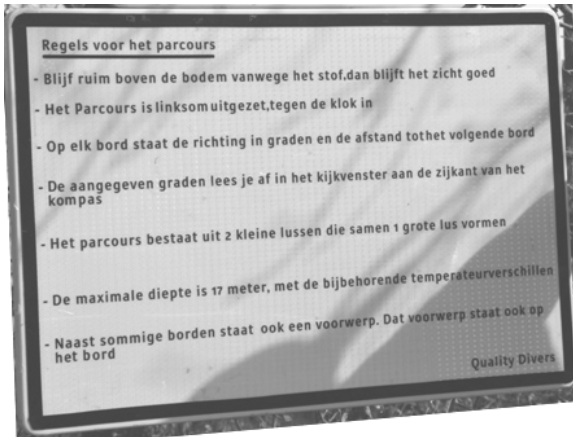 Regels voor het parcours
- Blijf ruim boven de bodem vanwege het stof,dan blijft het zicht goed
- Het Parcours is linksom uitgezet,tegen de klok in
- Op elk bord staat de richting in graden en de afstand tothet volgende bord
- De aangegeven graden lees je af in het kijkvenster aan de zijkant van het
kompas
- Het parcours bestaat uit 2 kleine lussen die samen 1 grote lus vormen
- De maximale diepte is 17 meter, met de bijbehorende temperateurverschillen
- Naast sommige borden staat ook een voorwerp. Dat voorwerp staat ook op
het bord
Quality Divers